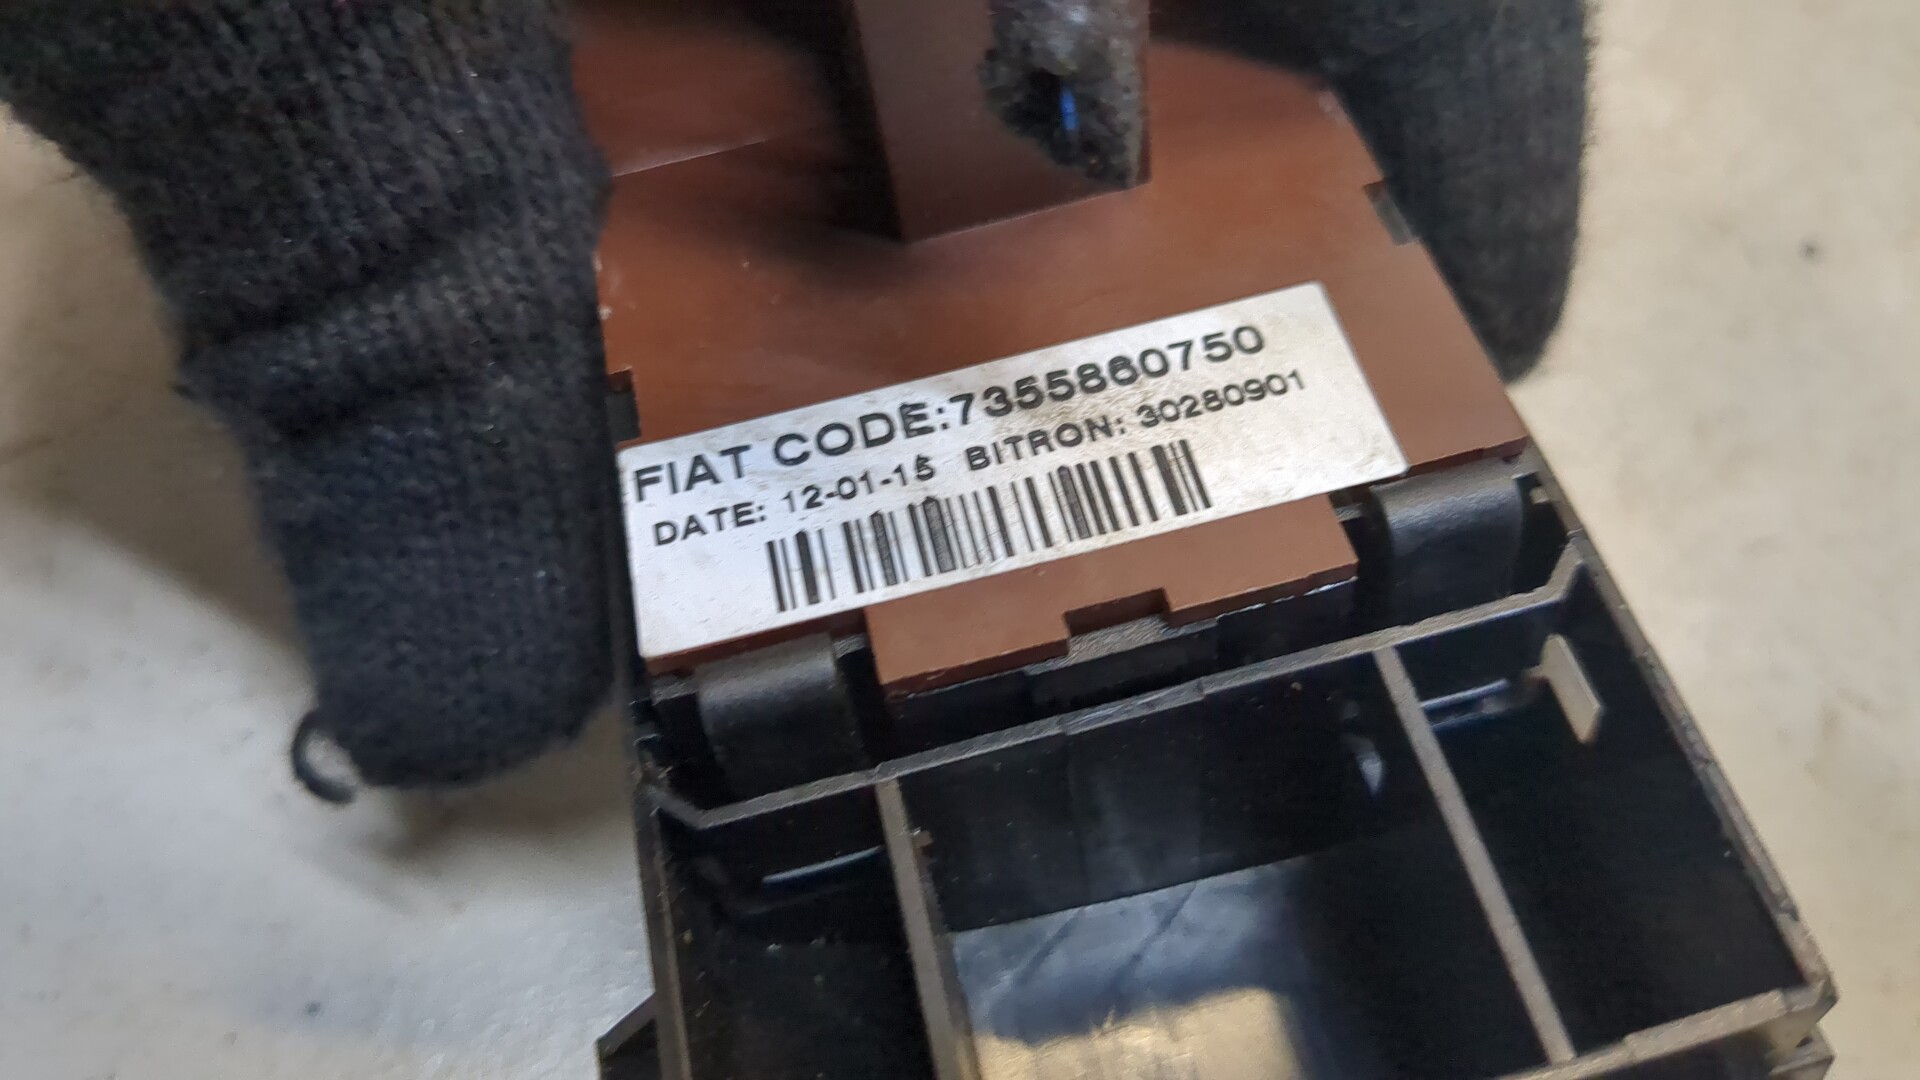 FIAT CODE:7355860750
DATE: 12-01-15 BITRON: 30280901